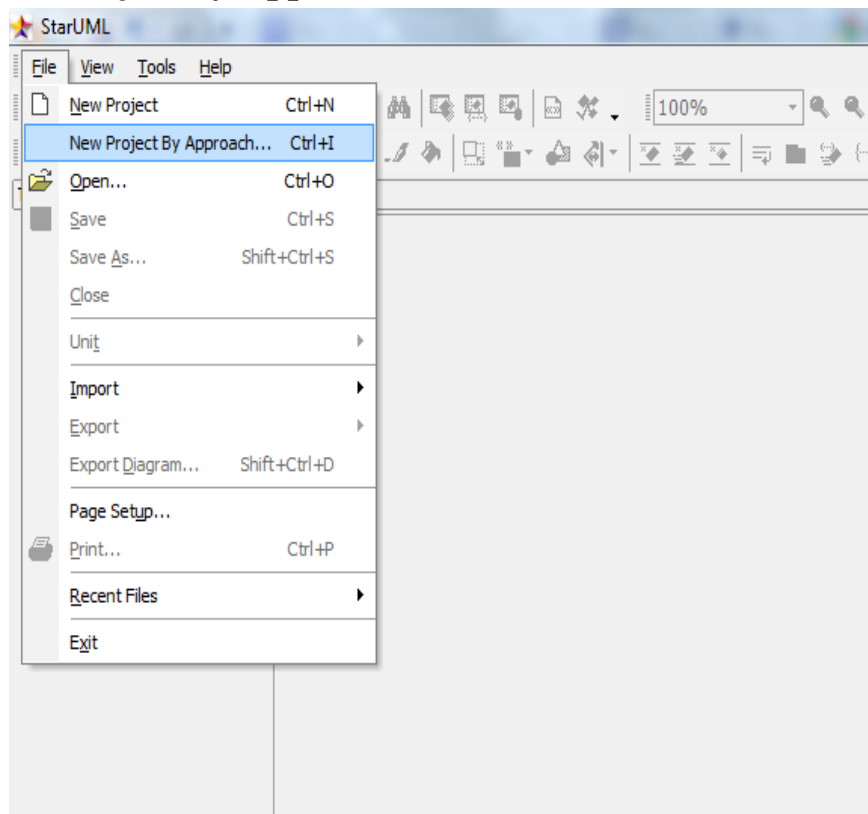 StarUML
File View Tools Help
New Project Ctrl+N
100%
New Project By Approach... Ctrl+I
Open... Ctrl+O
Save Ctrl+S
Save As... Shift+Ctrl+S
Close
Unit
Import
Export
Export Diagram... Shift+Ctrl+D
Page Setup...
Print... Ctrl+P
Recent Files
Exit